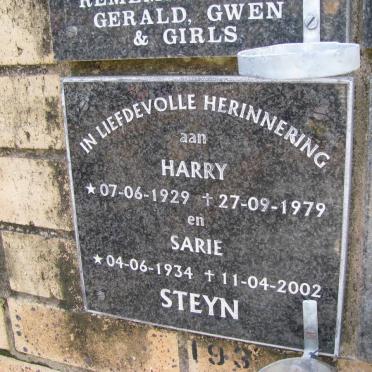 GERALD, GWEN
& GIRLS
IN LIEFDEVOLLE HERINNERING
aan
HARRY
★ 07-06-1929 ✝ 27-09-1979
en
SARIE
★ 04-06-1934 ✝ 11-04-2002
STEYN
193